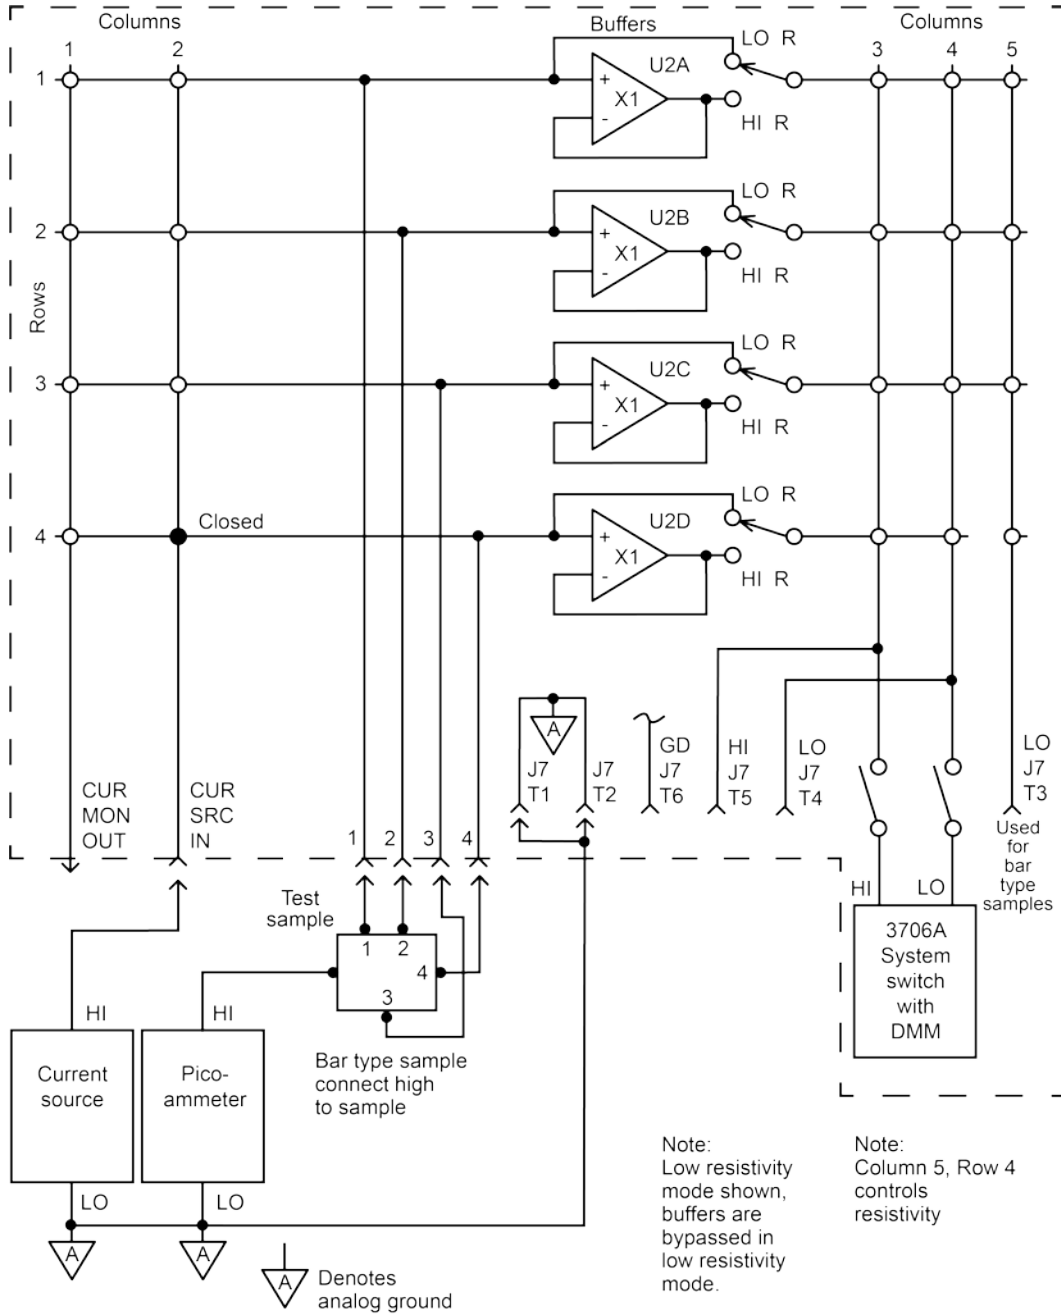 Columns
Buffers
Columns
1 2
3 4 5
LO R
1
U2A
+
X1
-
HI R
LO R
2
U2B
+
X1
-
HI R
Rows
LO R
3
U2C
+
X1
-
HI R
LO R
4
Closed
U2D
+
X1
-
HI R
A
CUR
MON
OUT
CUR
SRC
IN
1 2 3 4
J7
T1
J7
T2
GD
J7
T6
HI
J7
T5
LO
J7
T4
LO
J7
T3
Used
for
bar
type
samples
HI LO
3706A
System
switch
with
DMM
Test
sample
1 2
4
3
Bar type sample
connect high
to sample
HI
Current
source
LO
HI
Pico-
ammeter
LO
A
A
A
Denotes
analog ground
Note:
Low resistivity
mode shown,
buffers are
bypassed in
low resistivity
mode.
Note:
Column 5, Row 4
controls
resistivity